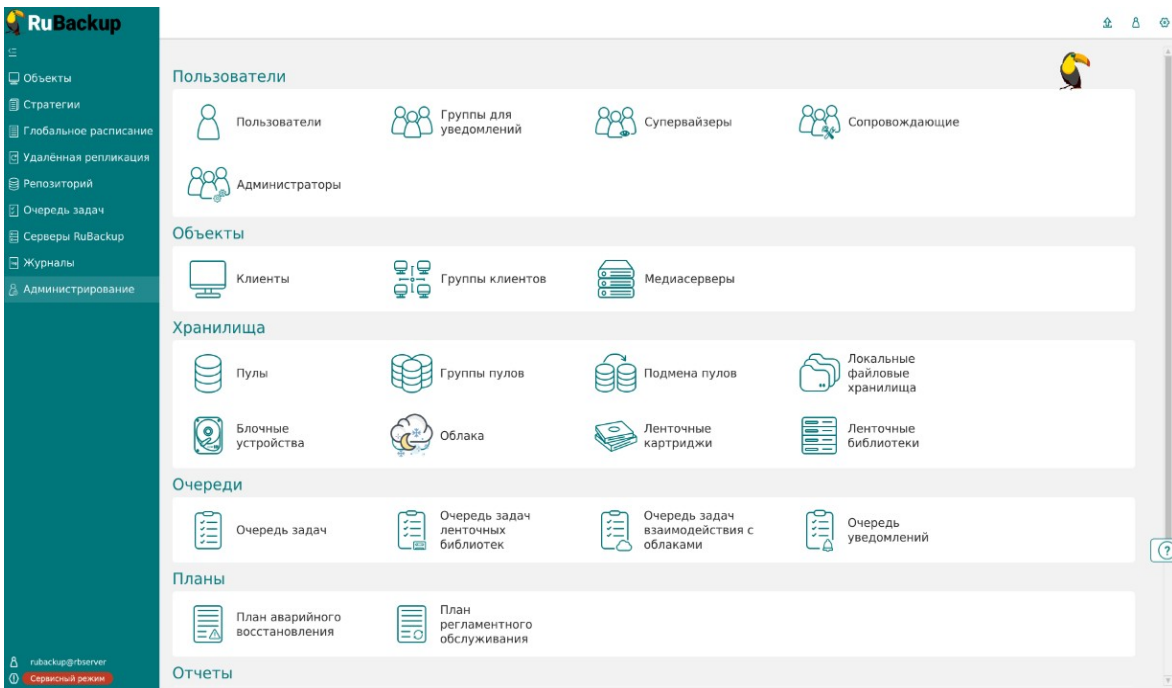 RuBackup
Объекты
Стратегии
Глобальное расписание
Удалённая репликация
Репозиторий
Очередь задач
Серверы RuBackup
Журналы
Администрирование
rubackup@rbserver
Сервисный режим
Пользователи
Пользователи
Группы для
уведомлений
Супервайзеры
Сопровождающие
Администраторы
Объекты
Клиенты
Группы клиентов
Медиасерверы
Хранилища
Пулы
Группы пулов
Подмена пулов
Локальные
файловые
хранилища
Блочные
устройства
Облака
Ленточные
картриджи
Ленточные
библиотеки
Очереди
Очередь задач
Очередь задач
ленточных
библиотек
Очередь задач
взаимодействия с
облаками
Очередь
уведомлений
?
Планы
План аварийного
восстановления
План
регламентного
обслуживания
Отчеты